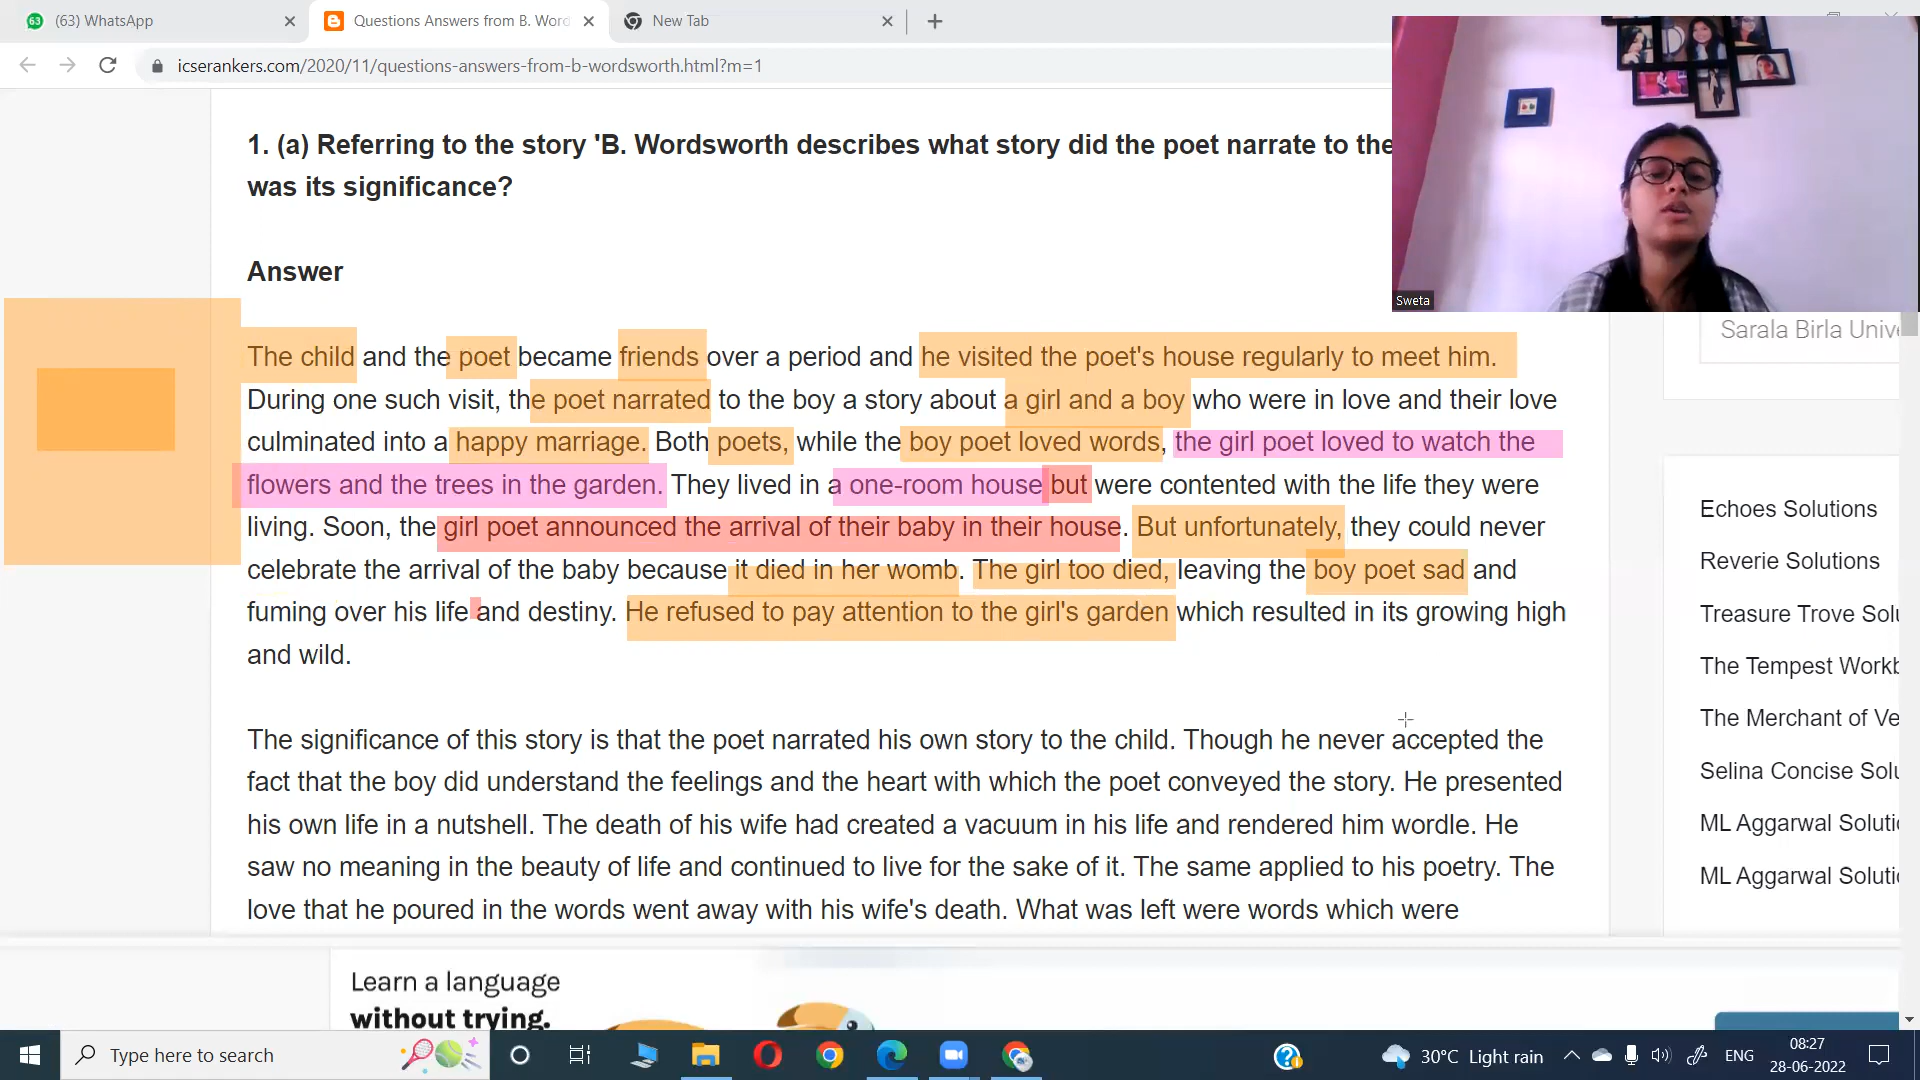 63 (63) WhatsApp
Questions Answers from B. Word
New Tab
icserankers.com/2020/11/questions-answers-from-b-wordsworth.html?m=1
1. (a) Referring to the story 'B. Wordsworth describes what story did the poet narrate to the
was its significance?
Answer
Sweta
Sarala Birla Unive
The child and the poet became friends over a period and he visited the poet's house regularly to meet him.
During one such visit, the poet narrated to the boy a story about a girl and a boy who were in love and their love
culminated into a happy marriage. Both poets, while the boy poet loved words, the girl poet loved to watch the
flowers and the trees in the garden. They lived in a one-room house but were contented with the life they were
living. Soon, the girl poet announced the arrival of their baby in their house. But unfortunately, they could never
celebrate the arrival of the baby because it died in her womb. The girl too died, leaving the boy poet sad and
fuming over his life and destiny. He refused to pay attention to the girl's garden which resulted in its growing high
and wild.
The significance of this story is that the poet narrated his own story to the child. Though he never accepted the
fact that the boy did understand the feelings and the heart with which the poet conveyed the story. He presented
his own life in a nutshell. The death of his wife had created a vacuum in his life and rendered him wordle. He
saw no meaning in the beauty of life and continued to live for the sake of it. The same applied to his poetry. The
love that he poured in the words went away with his wife's death. What was left were words which were
Echoes Solutions
Reverie Solutions
Treasure Trove Solu
The Tempest Workb
The Merchant of Ve
Selina Concise Solu
ML Aggarwal Soluti
ML Aggarwal Soluti
Learn a language
without trying.
Type here to search
30°C Light rain
ENG
08:27
28-06-2022